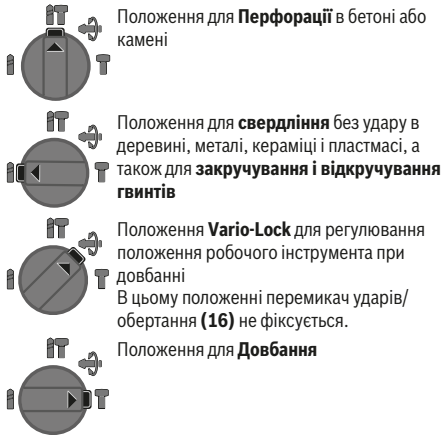 Положення для Перфорації в бетоні або
камені
Положення для свердління без удару в
деревині, металі, кераміці і пластмасі, а
також для закручування і відкручування
гвинтів
Положення Vario-Lock для регулювання
положення робочого інструмента при
довбанні
В цьому положенні перемикач ударів/
обертання (16) не фіксується.
Положення для Довбання